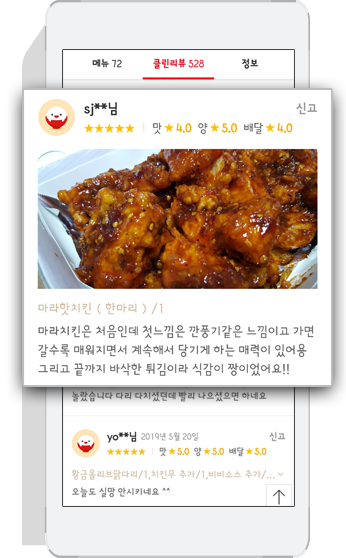 메뉴 72 클린리뷰 528 정보
sj**님 신고
★★★★★ | 맛★4.0 양★5.0 배달★4.0
마라핫치킨 ( 한마리 ) /1
마라치킨은 처음인데 첫느낌은 깐풍기같은 느낌이고 가면
갈수록 매워지면서 계속해서 당기게 하는 매력이 있어용
그리고 끝까지 바삭한 튀김이라 식감이 짱이었어요!!
놀랐습니다 다리 다치셨던데 빨리 나으셨으면 하네요
yo**님 2019년 5월 20일 신고
★★★★★ | 맛★5.0 양★5.0 배달★5.0
황금올리브닭다리/1,치킨무 추가/1,비비소스 추가/...
오늘도 실망 안시키네요 ^^